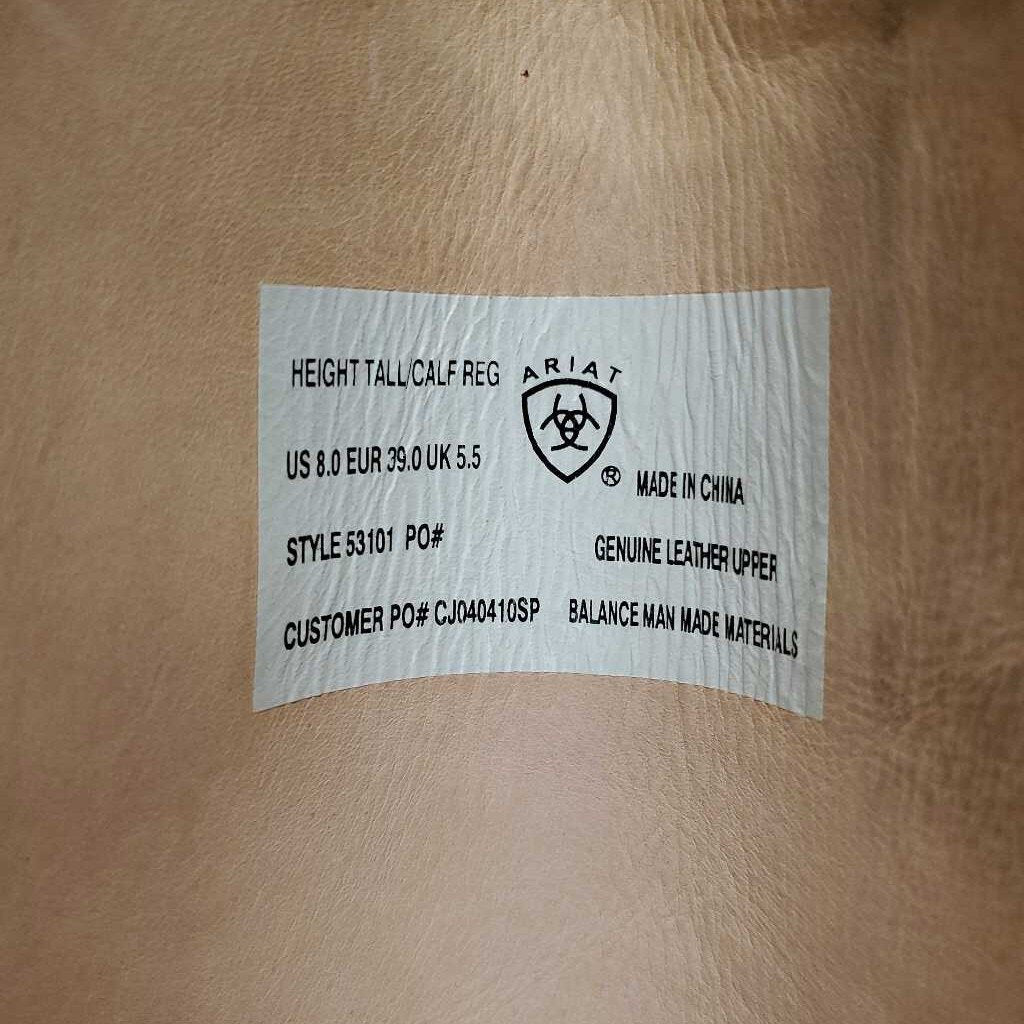 HEIGHT TALL/CALF REG
ARIAT
US 8.0 EUR 39.0 UK 5.5
®
MADE IN CHINA
STYLE 53101 PO#
GENUINE LEATHER UPPER
CUSTOMER PO# CJ040410SP
BALANCE MAN MADE MATERIALS